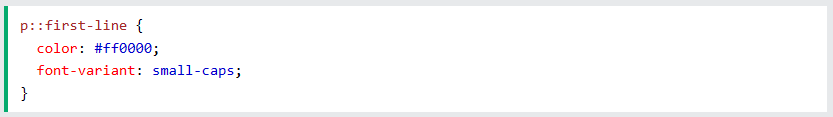 p::first-line {
  color: #ff0000;
  font-variant: small-caps;
}